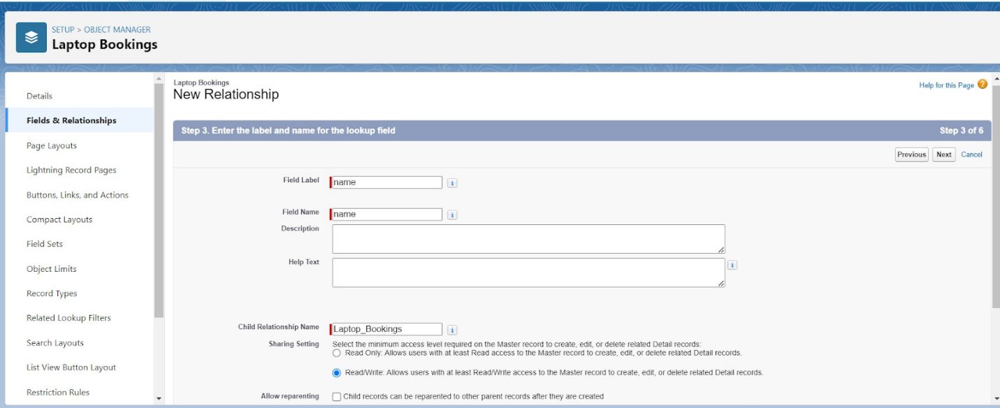 SETUP > OBJECT MANAGER
Laptop Bookings
Details
Fields & Relationships
Page Layouts
Lightning Record Pages
Buttons, Links, and Actions
Compact Layouts
Field Sets
Object Limits
Record Types
Related Lookup Filters
Search Layouts
List View Button Layout
Restriction Rules
Laptop Bookings
New Relationship
Help for this Page ?
Step 3. Enter the label and name for the lookup field Step 3 of 6
Previous Next Cancel
Field Label name i
Field Name name i
Description
Help Text i
Child Relationship Name Laptop_Bookings i
Sharing Setting Select the minimum access level required on the Master record to create, edit, or delete related Detail records:
Read Only: Allows users with at least Read access to the Master record to create, edit, or delete related Detail records.
Read/Write: Allows users with at least Read/Write access to the Master record to create, edit, or delete related Detail records.
Allow reparenting Child records can be reparented to other parent records after they are created